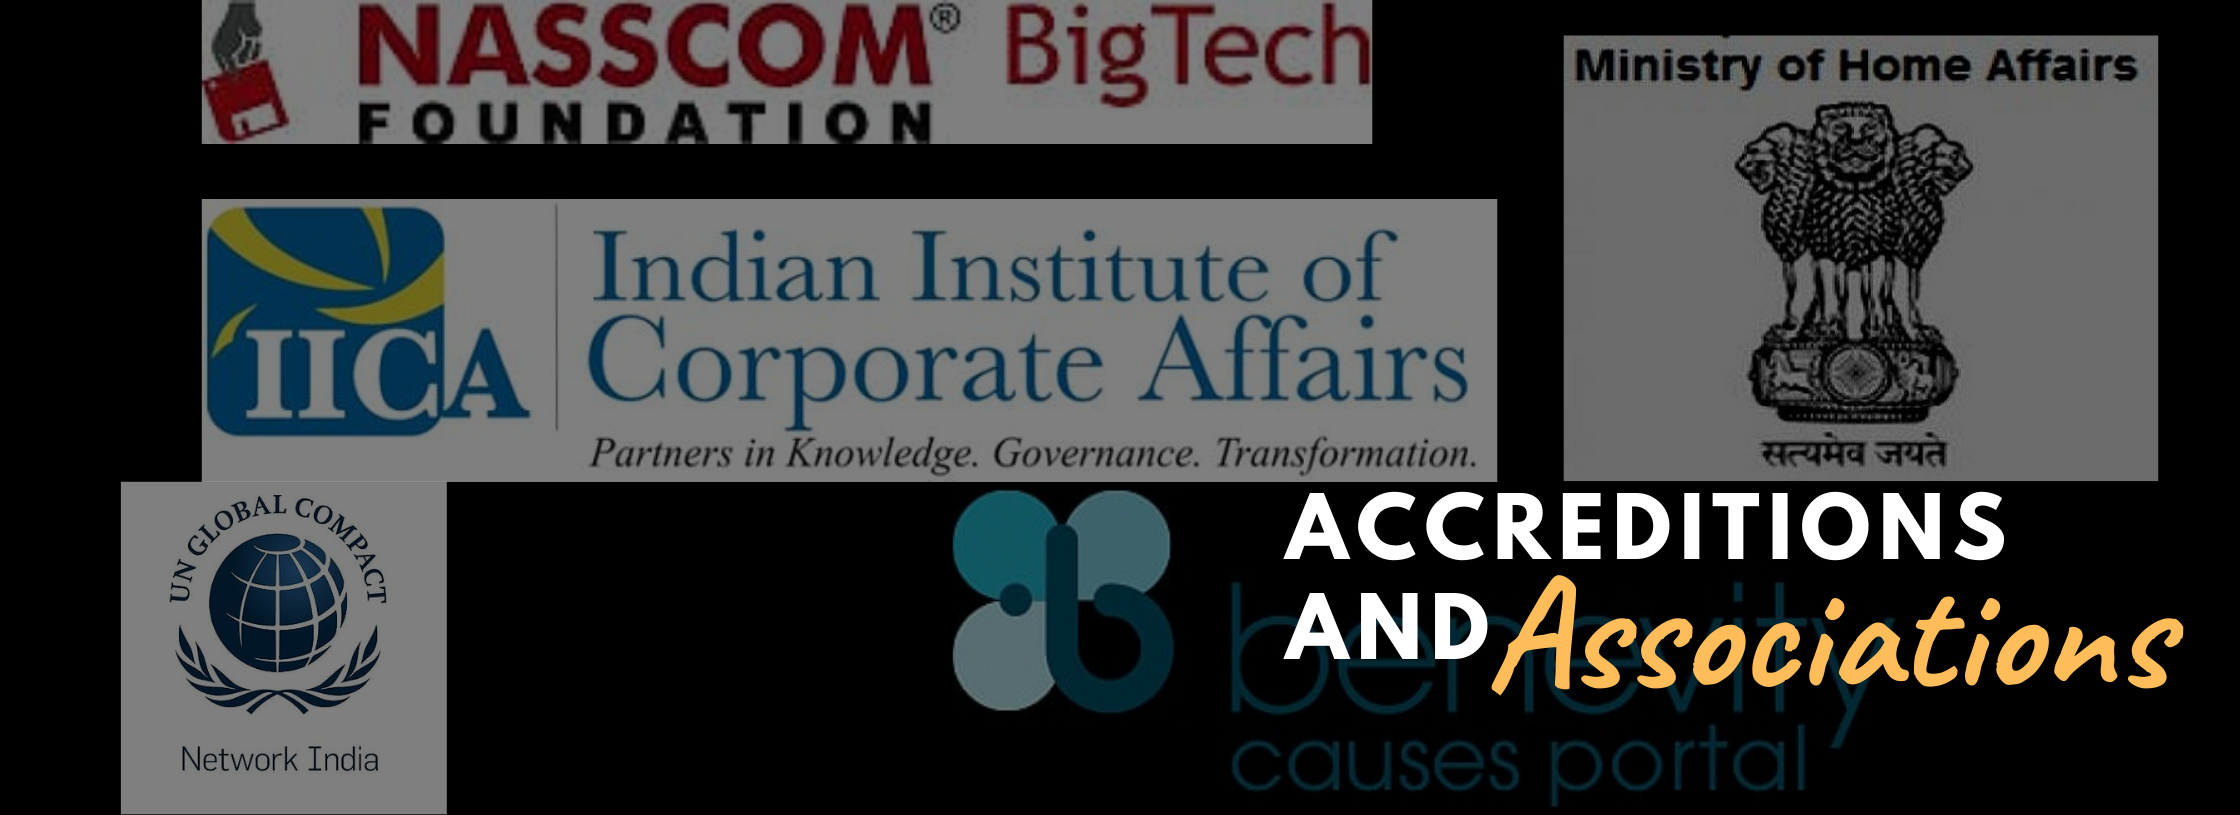 NASSCOM® BigTech
FOUNDATION
Ministry of Home Affairs
सत्यमेव जयते
IICA
Indian Institute of
Corporate Affairs
Partners in Knowledge. Governance. Transformation.
UN GLOBAL COMPACT
Network India
ACCREDITIONS
AND Associations
benevity
causes portal